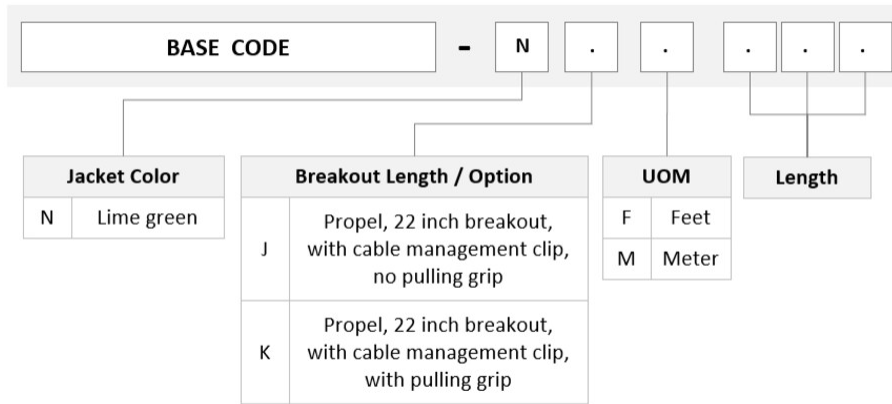 BASE CODE - N . . . . .
Jacket Color
N Lime green
Breakout Length / Option
J Propel, 22 inch breakout,
with cable management clip,
no pulling grip
K Propel, 22 inch breakout,
with cable management clip,
with pulling grip
UOM
F Feet
M Meter
Length